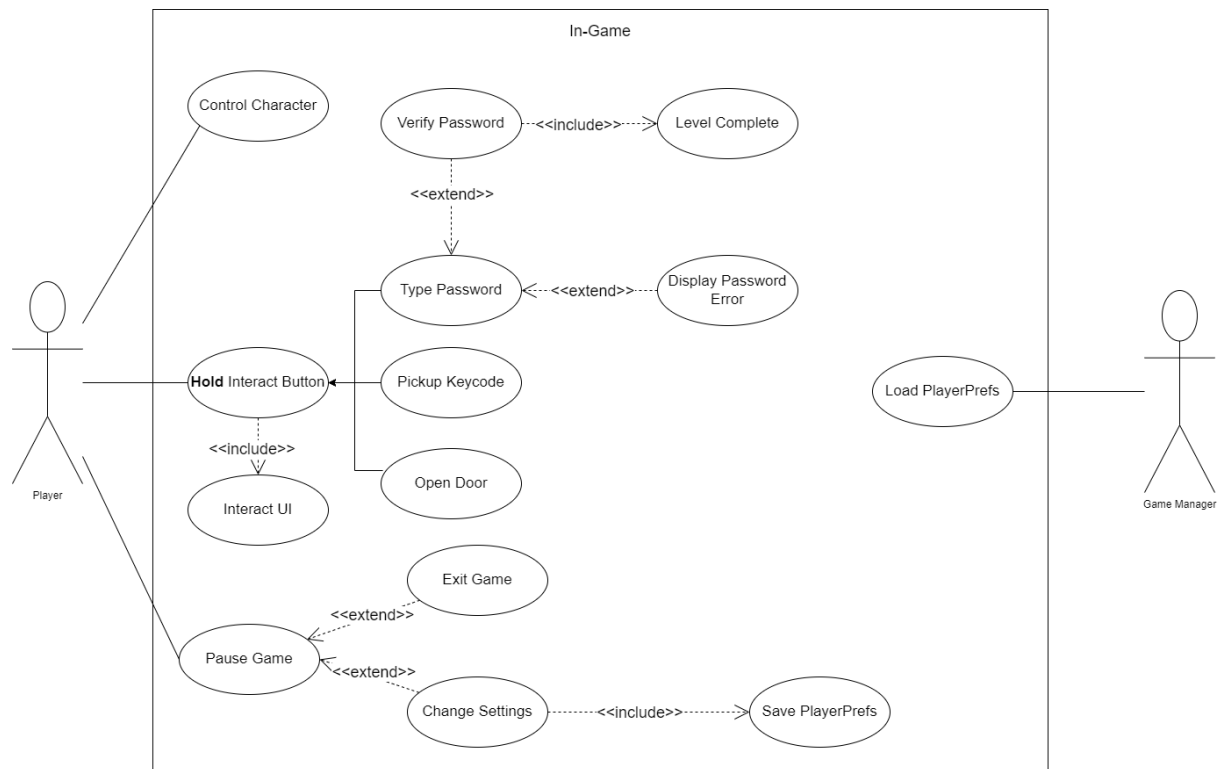 In-Game
Control Character
Verify Password
<<include>>
Level Complete
<<extend>>
Type Password
<<extend>>
Display Password
Error
Hold Interact Button
Pickup Keycode
Load PlayerPrefs
<<include>>
Open Door
Interact UI
Player
Game Manager
Exit Game
<<extend>>
Pause Game
<<extend>>
Change Settings
<<include>>
Save PlayerPrefs